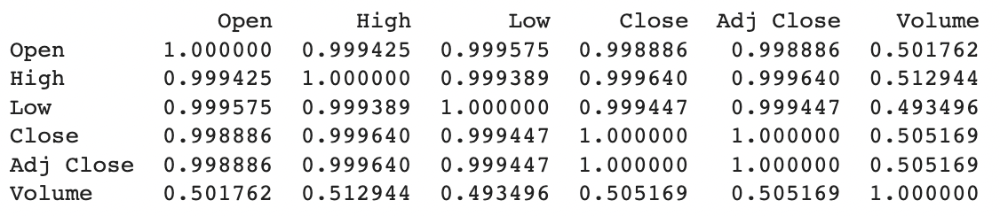 Open High Low Close Adj Close Volume
Open 1.000000 0.999425 0.999575 0.998886 0.998886 0.501762
High 0.999425 1.000000 0.999389 0.999640 0.999640 0.512944
Low 0.999575 0.999389 1.000000 0.999447 0.999447 0.493496
Close 0.998886 0.999640 0.999447 1.000000 1.000000 0.505169
Adj Close 0.998886 0.999640 0.999447 1.000000 1.000000 0.505169
Volume 0.501762 0.512944 0.493496 0.505169 0.505169 1.000000